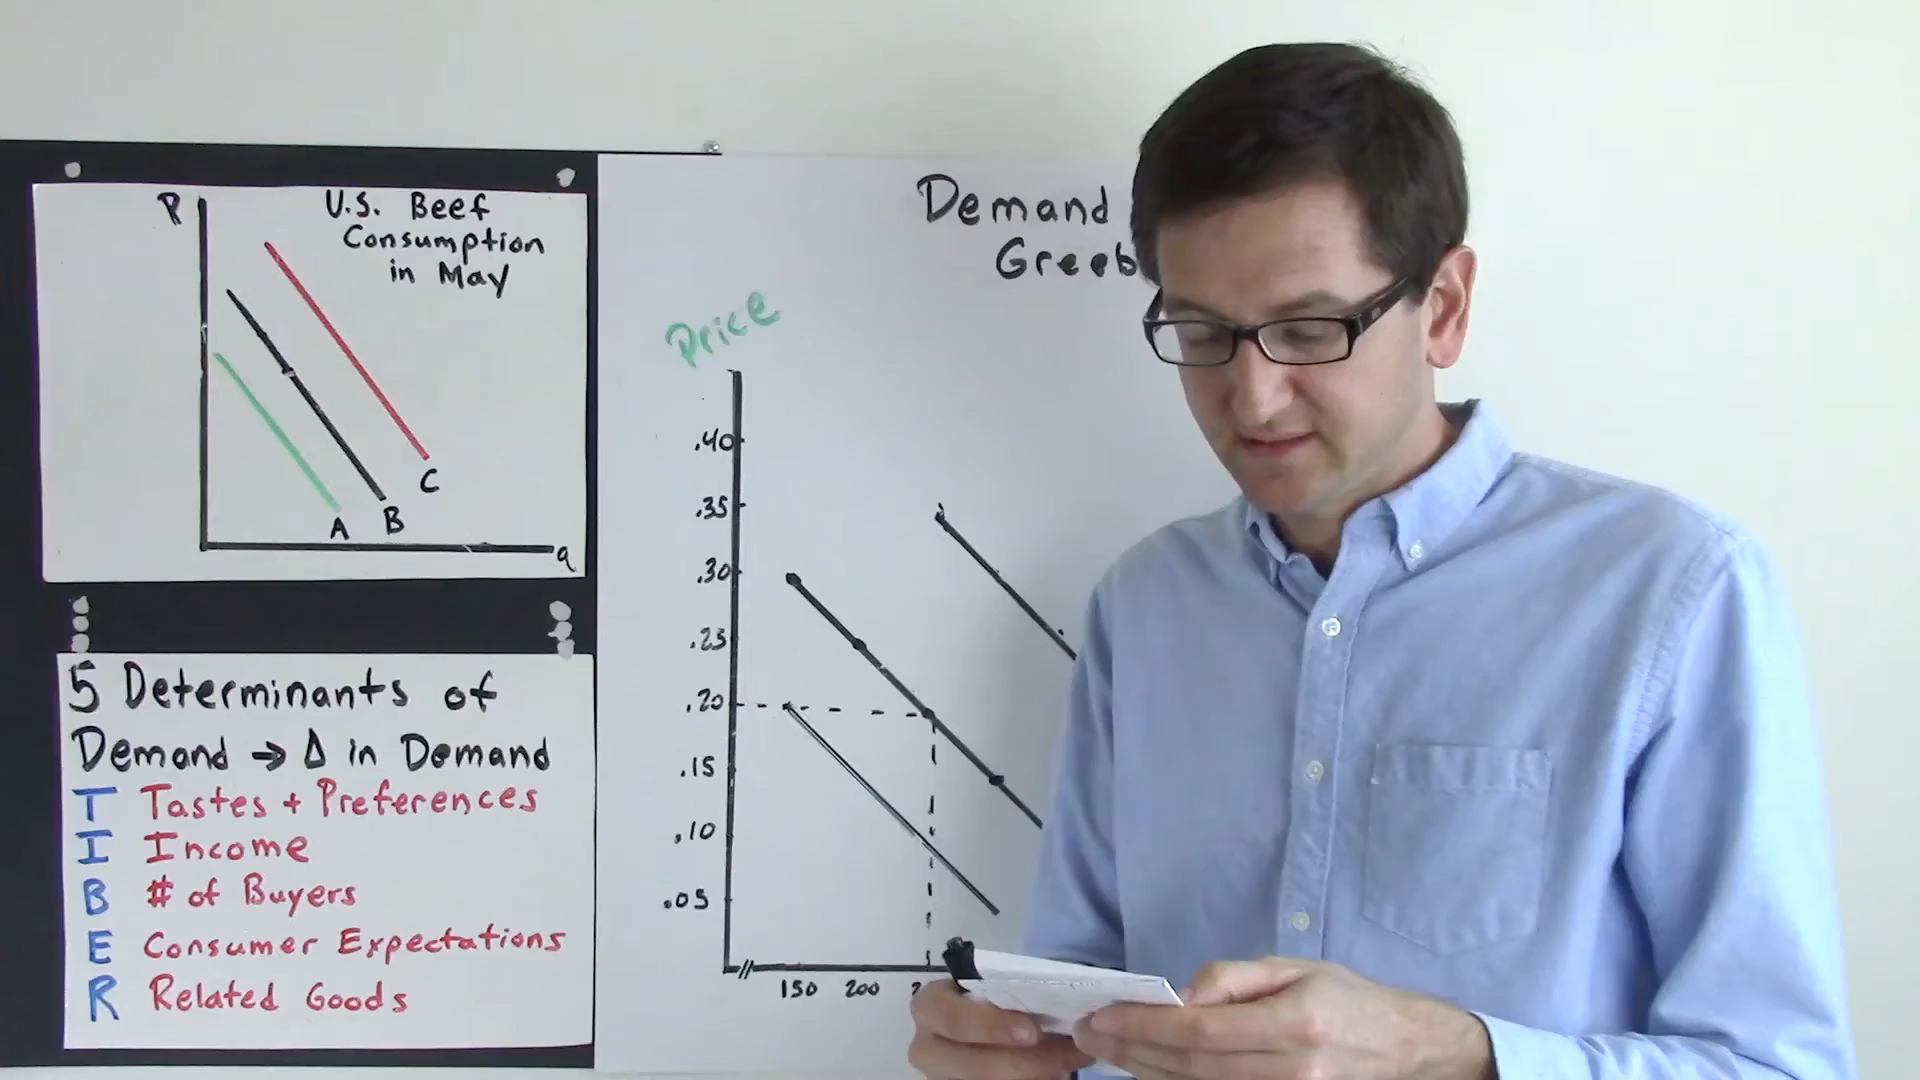 P
U.S. Beef
Consumption
in May
C
B
A
Q
5 Determinants of
Demand → Δ in Demand
T Tastes + Preferences
I Income
B # of Buyers
E Consumer Expectations
R Related Goods
Demand
Price
.40
.35
.30
.25
.20
.15
.10
.05
150 200